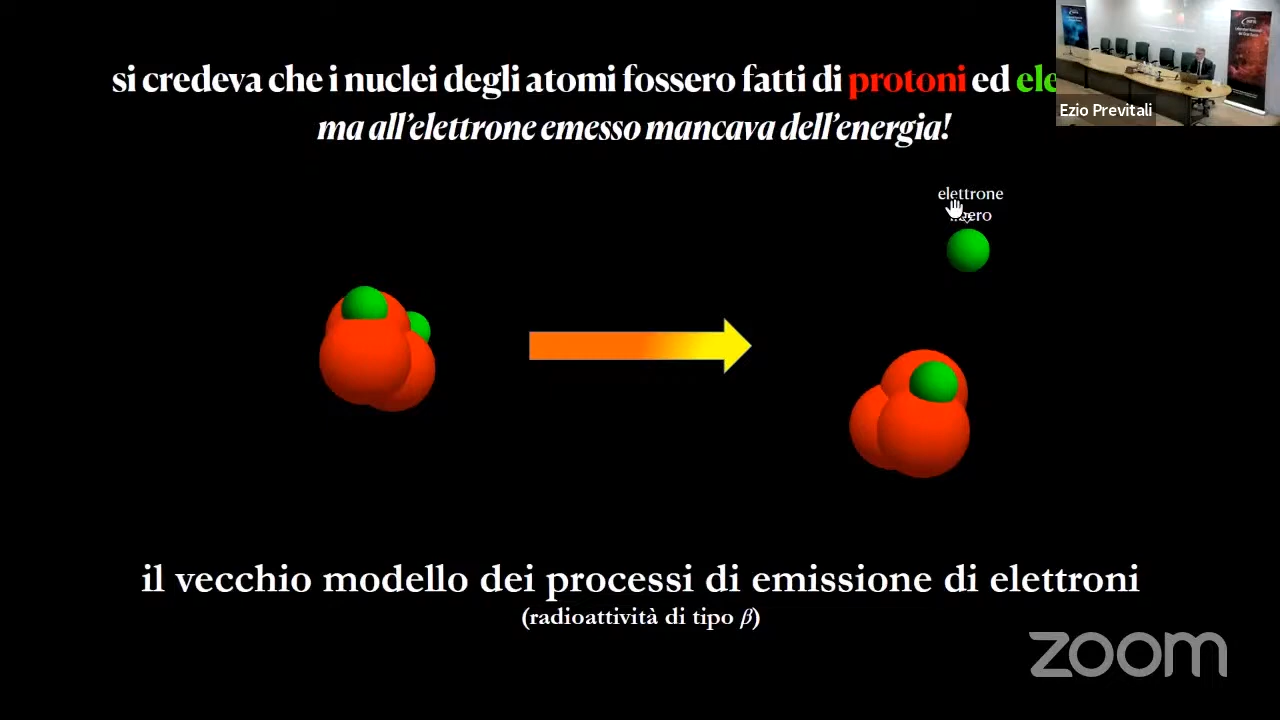 si credeva che i nuclei degli atomi fossero fatti di protoni ed ele
ma all'elettrone emesso mancava dell'energia!
Ezio Previtali
elettrone
il vecchio modello dei processi di emissione di elettroni
(radioattività di tipo β)
zoom